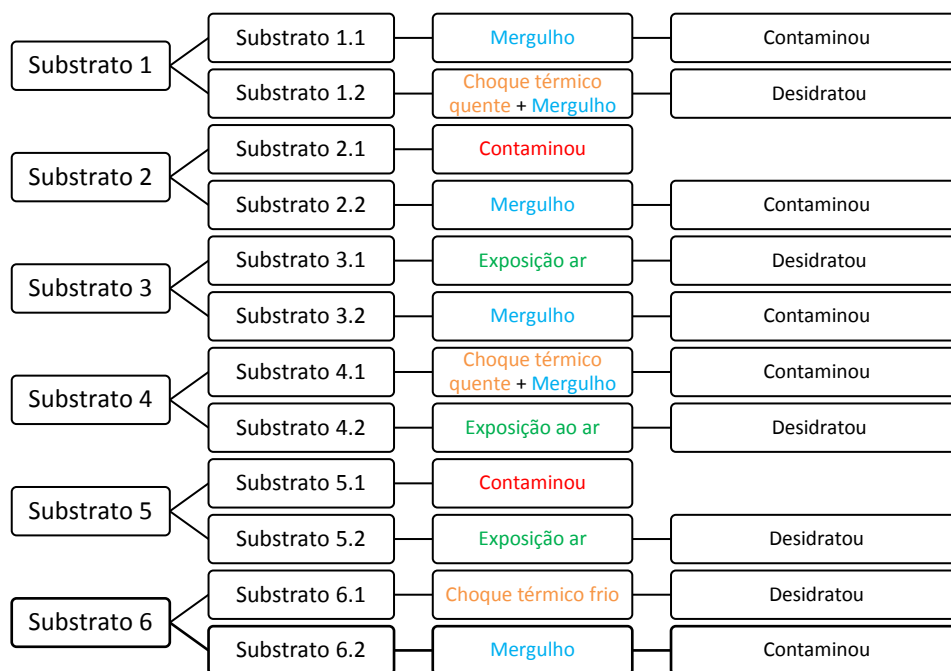 Substrato 1
Substrato 1.1
Mergulho
Contaminou
Substrato 1.2
Choque térmico
quente + Mergulho
Desidratou
Substrato 2
Substrato 2.1
Contaminou
Substrato 2.2
Mergulho
Contaminou
Substrato 3
Substrato 3.1
Exposição ar
Desidratou
Substrato 3.2
Mergulho
Contaminou
Substrato 4
Substrato 4.1
Choque térmico
quente + Mergulho
Contaminou
Substrato 4.2
Exposição ao ar
Desidratou
Substrato 5
Substrato 5.1
Contaminou
Substrato 5.2
Exposição ar
Desidratou
Substrato 6
Substrato 6.1
Choque térmico frio
Desidratou
Substrato 6.2
Mergulho
Contaminou